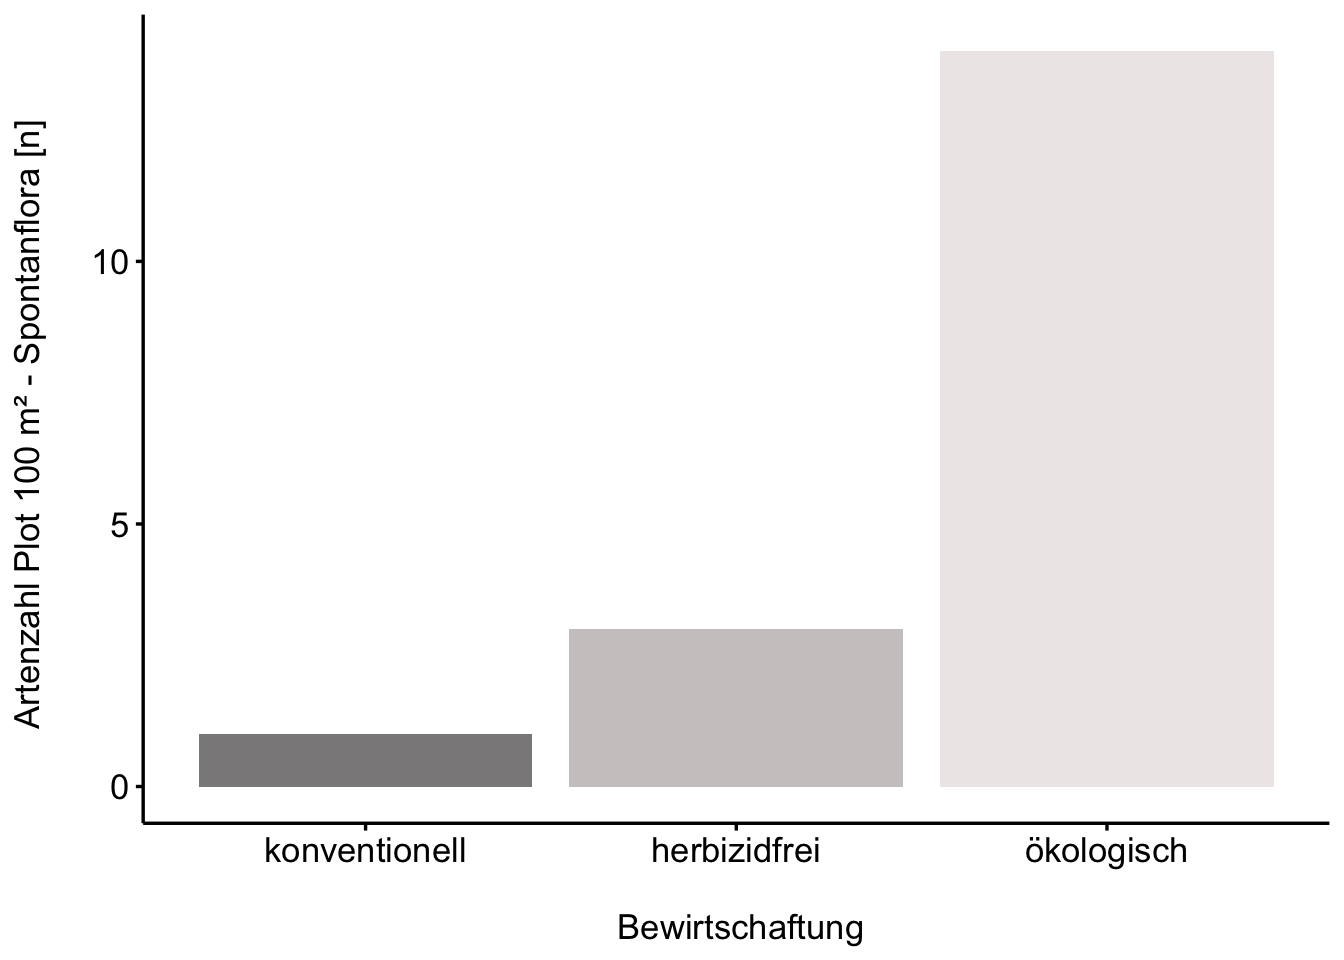 Artenzahl Plot 100 m² - Spontanflora [n]
10
5
0
konventionell
herbizidfrei
ökologisch
Bewirtschaftung